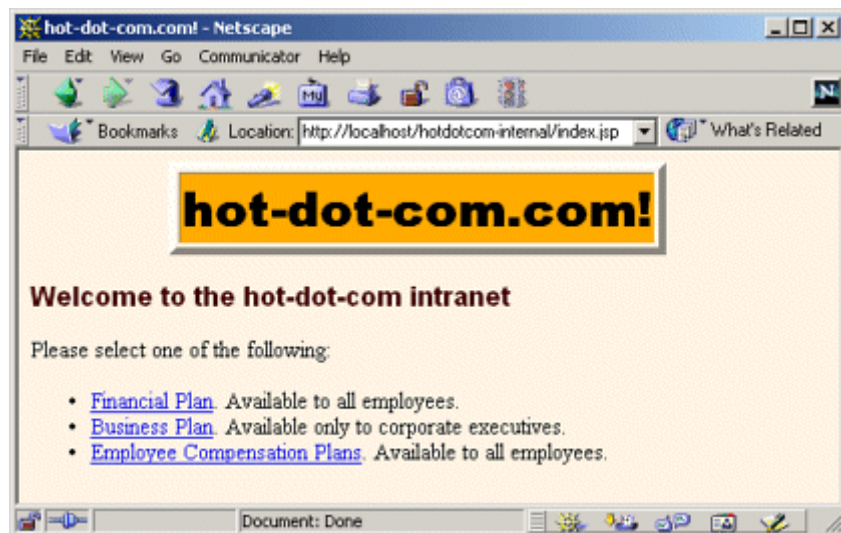 hot-dot-com.com! - Netscape
File Edit View Go Communicator Help
My N
Bookmarks Location: http://localhost/hotdotcom-internal/index.jsp What's Related
hot-dot-com.com!
Welcome to the hot-dot-com intranet
Please select one of the following:
• Financial Plan. Available to all employees.
• Business Plan. Available only to corporate executives.
• Employee Compensation Plans. Available to all employees.
Document: Done